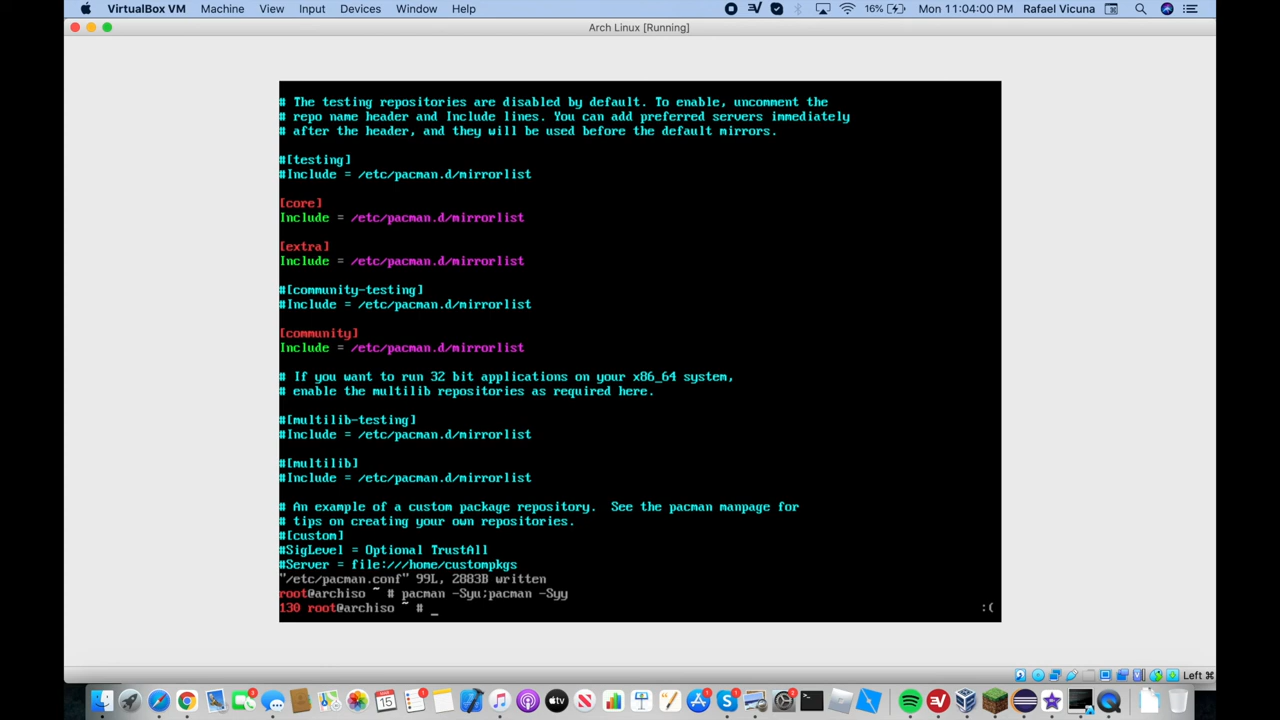 VirtualBox VM Machine View Input Devices Window Help 16% Mon 11:04:00 PM Rafael Vicuna
Arch Linux [Running]
# The testing repositories are disabled by default. To enable, uncomment the
# repo name header and Include lines. You can add preferred servers immediately
# after the header, and they will be used before the default mirrors.
#[testing]
#Include = /etc/pacman.d/mirrorlist
[core]
Include = /etc/pacman.d/mirrorlist
[extra]
Include = /etc/pacman.d/mirrorlist
#[community-testing]
#Include = /etc/pacman.d/mirrorlist
[community]
Include = /etc/pacman.d/mirrorlist
# If you want to run 32 bit applications on your x86_64 system,
# enable the multilib repositories as required here.
#[multilib-testing]
#Include = /etc/pacman.d/mirrorlist
#[multilib]
#Include = /etc/pacman.d/mirrorlist
# An example of a custom package repository.  See the pacman manpage for
# tips on creating your own repositories.
#[custom]
#SigLevel = Optional TrustAll
#Server = file:///home/custompkgs
"/etc/pacman.conf" 99L, 2883B written
root@archiso ~ # pacman -Syu;pacman -Syy
130 root@archiso ~ # _ :(
Left ⌘